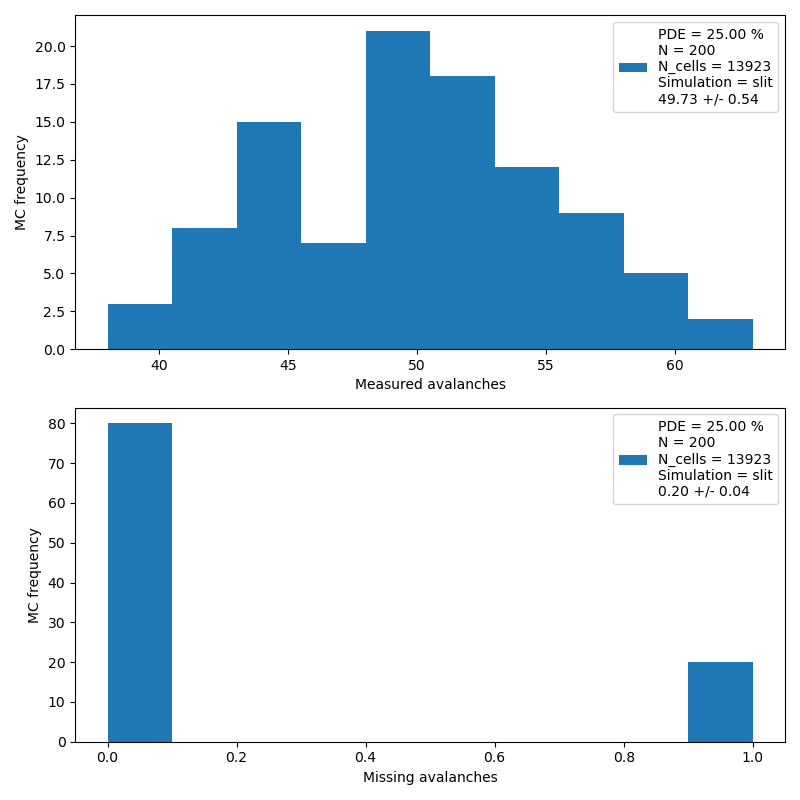 PDE = 25.00 %
N = 200
N_cells = 13923
Simulation = slit
49.73 +/- 0.54
MC frequency
20.0
17.5
15.0
12.5
10.0
7.5
5.0
2.5
0.0
40 45 50 55 60
Measured avalanches
PDE = 25.00 %
N = 200
N_cells = 13923
Simulation = slit
0.20 +/- 0.04
MC frequency
80
70
60
50
40
30
20
10
0
0.0 0.2 0.4 0.6 0.8 1.0
Missing avalanches